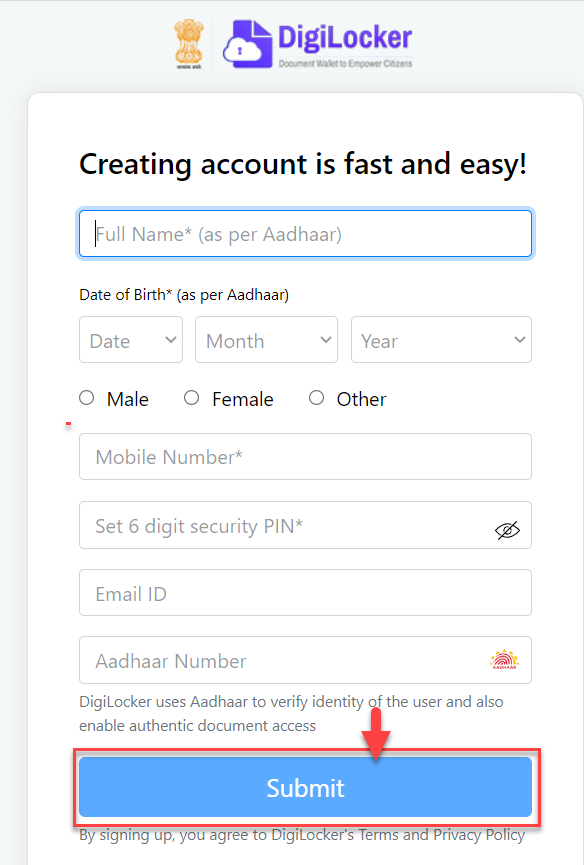 DigiLocker
Document Wallet to Empower Citizens
Creating account is fast and easy!
Full Name* (as per Aadhaar)
Date of Birth* (as per Aadhaar)
Date Month Year
Male Female Other
Mobile Number*
Set 6 digit security PIN*
Email ID
Aadhaar Number
AADHAAR
DigiLocker uses Aadhaar to verify identity of the user and also
enable authentic document access
Submit
By signing up, you agree to DigiLocker's Terms and Privacy Policy